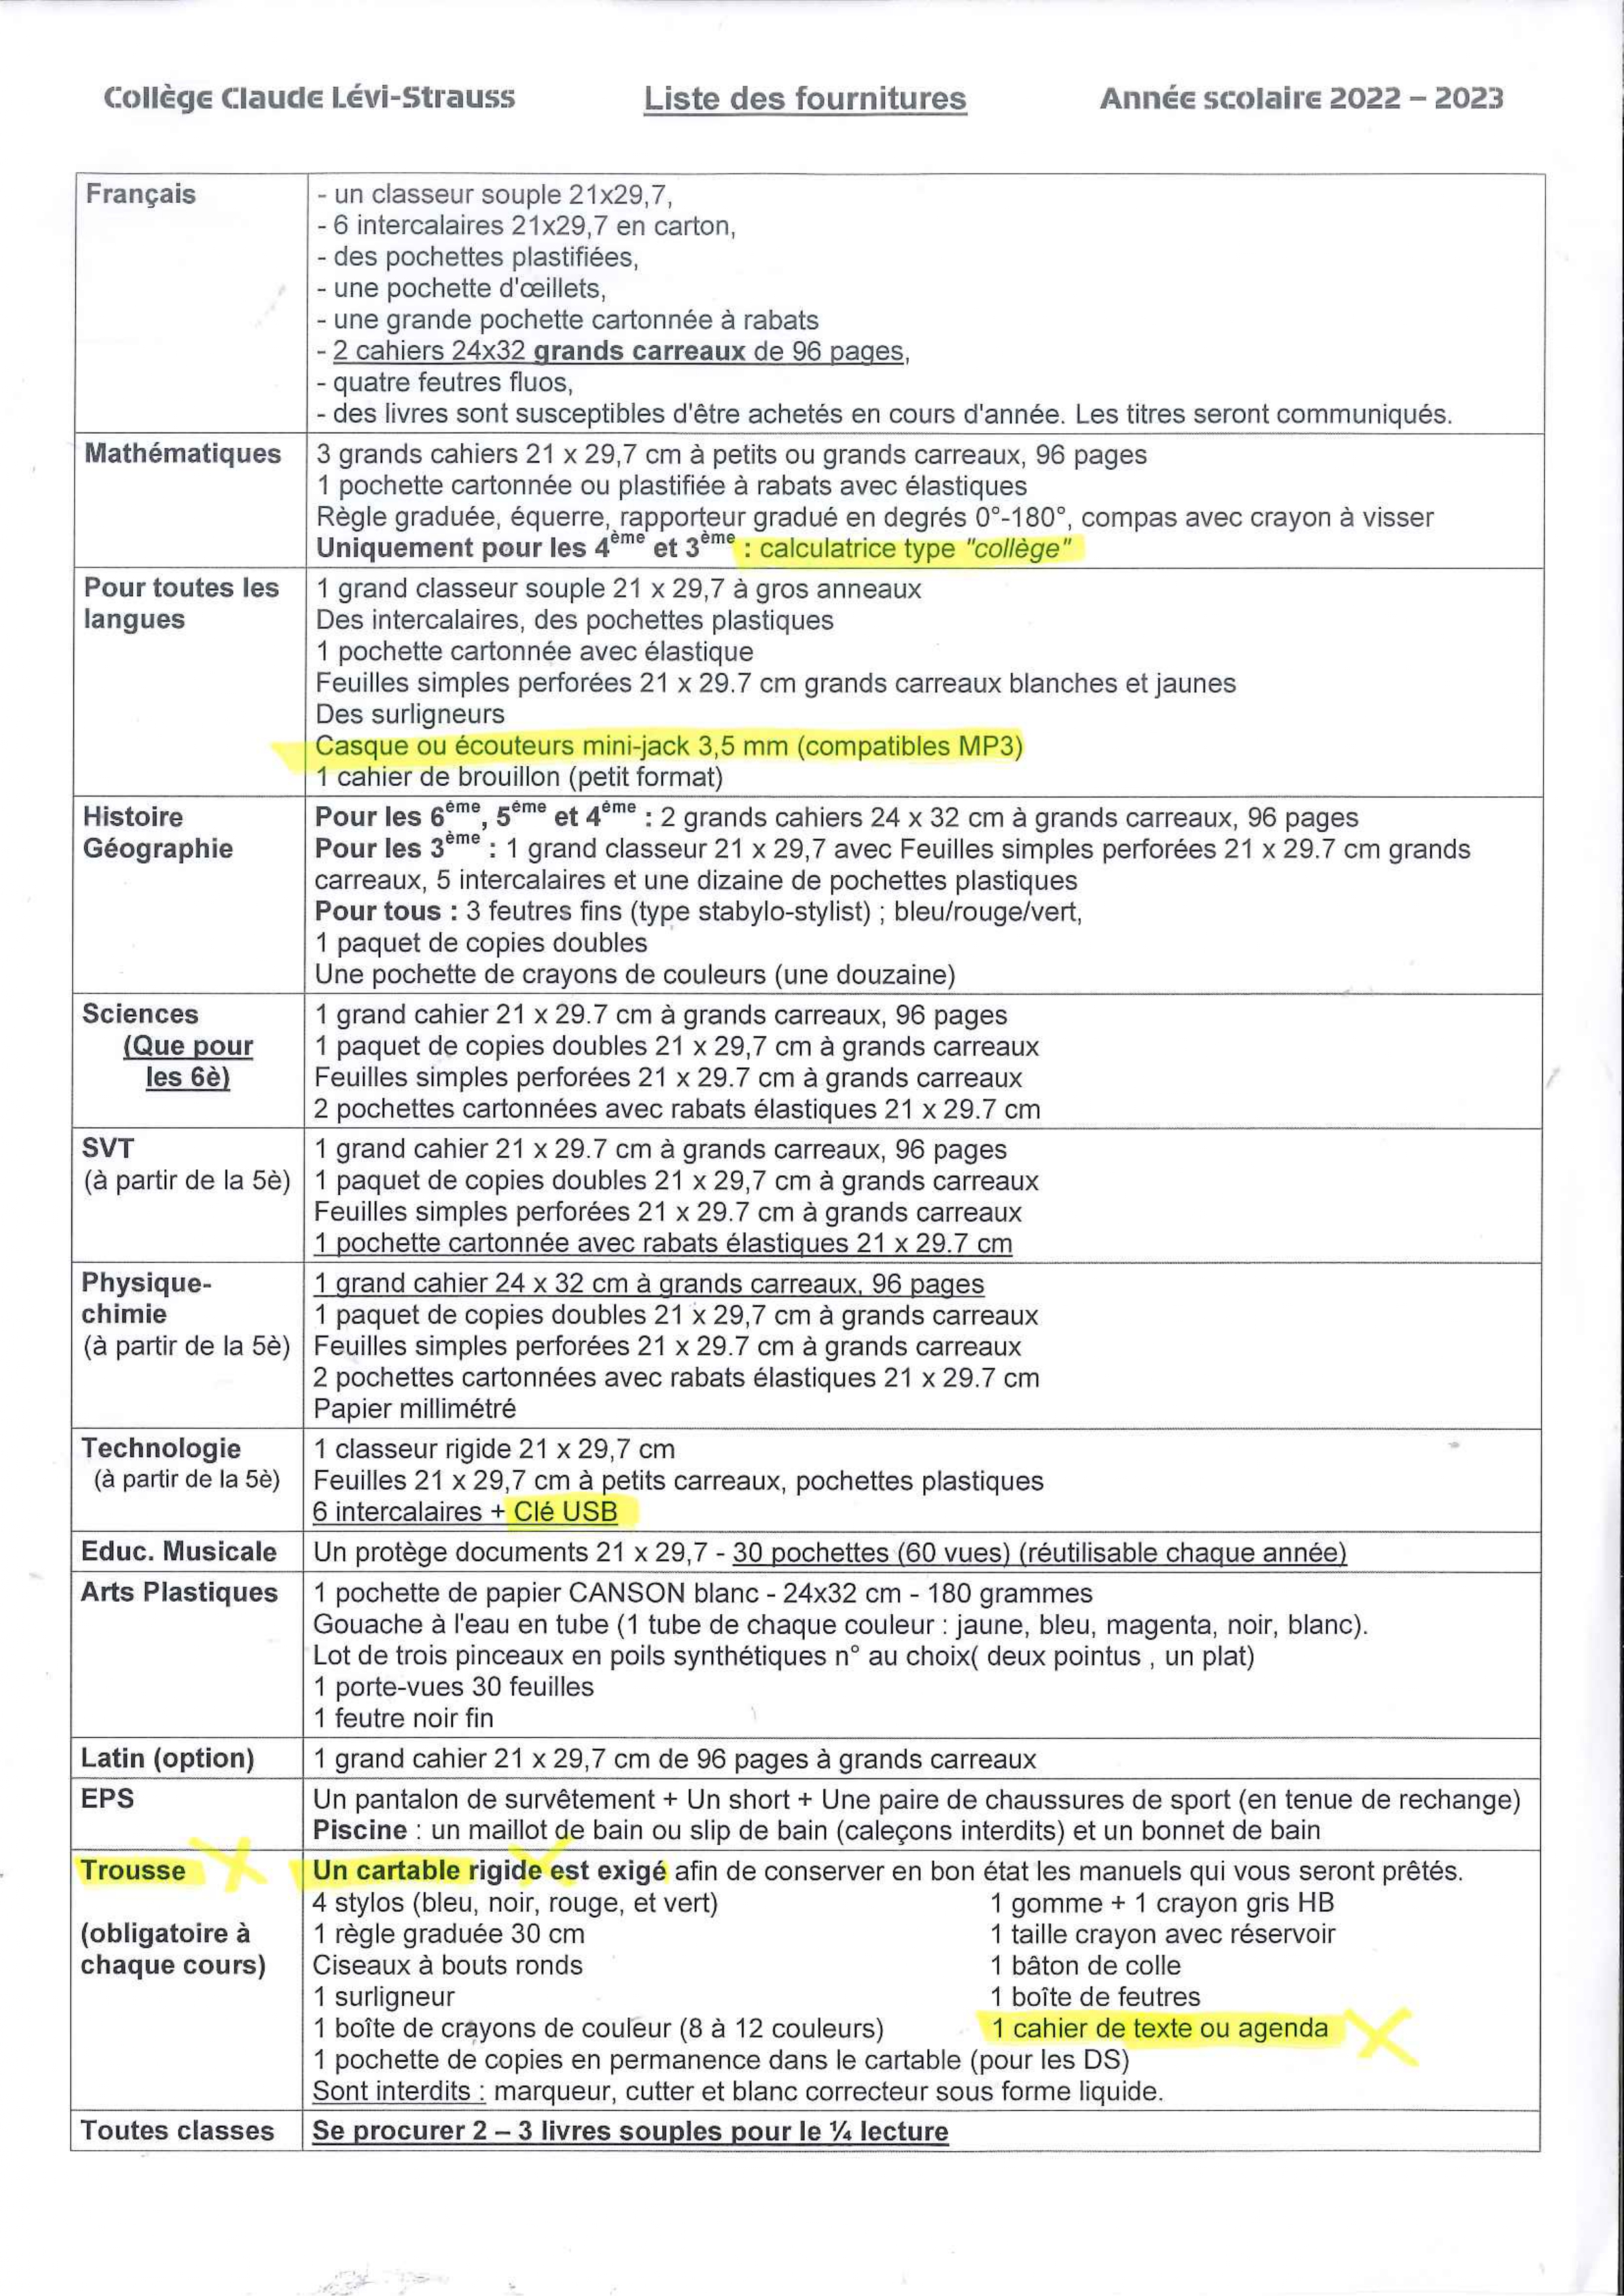 Collège Claude Lévi-Strauss
Liste des fournitures
Année scolaire 2022 – 2023
Français
- un classeur souple 21x29,7,
- 6 intercalaires 21x29,7 en carton,
- des pochettes plastifiées,
- une pochette d'œillets,
- une grande pochette cartonnée à rabats
- 2 cahiers 24x32 grands carreaux de 96 pages,
- quatre feutres fluos,
- des livres sont susceptibles d'être achetés en cours d'année. Les titres seront communiqués.
Mathématiques
3 grands cahiers 21 x 29,7 cm à petits ou grands carreaux, 96 pages
1 pochette cartonnée ou plastifiée à rabats avec élastiques
Règle graduée, équerre, rapporteur gradué en degrés 0°-180°, compas avec crayon à visser
Uniquement pour les 4ème et 3ème : calculatrice type "collège"
Pour toutes les
langues
1 grand classeur souple 21 x 29,7 à gros anneaux
Des intercalaires, des pochettes plastiques
1 pochette cartonnée avec élastique
Feuilles simples perforées 21 x 29.7 cm grands carreaux blanches et jaunes
Des surligneurs
Casque ou écouteurs mini-jack 3,5 mm (compatibles MP3)
1 cahier de brouillon (petit format)
Histoire
Géographie
Pour les 6ème, 5ème et 4ème : 2 grands cahiers 24 x 32 cm à grands carreaux, 96 pages
Pour les 3ème : 1 grand classeur 21 x 29,7 avec Feuilles simples perforées 21 x 29.7 cm grands
carreaux, 5 intercalaires et une dizaine de pochettes plastiques
Pour tous : 3 feutres fins (type stabylo-stylist) ; bleu/rouge/vert,
1 paquet de copies doubles
Une pochette de crayons de couleurs (une douzaine)
Sciences
(Que pour
les 6è)
1 grand cahier 21 x 29.7 cm à grands carreaux, 96 pages
1 paquet de copies doubles 21 x 29,7 cm à grands carreaux
Feuilles simples perforées 21 x 29.7 cm à grands carreaux
2 pochettes cartonnées avec rabats élastiques 21 x 29.7 cm
SVT
(à partir de la 5è)
1 grand cahier 21 x 29.7 cm à grands carreaux, 96 pages
1 paquet de copies doubles 21 x 29,7 cm à grands carreaux
Feuilles simples perforées 21 x 29.7 cm à grands carreaux
1 pochette cartonnée avec rabats élastiques 21 x 29.7 cm
Physique-
chimie
(à partir de la 5è)
1 grand cahier 24 x 32 cm à grands carreaux, 96 pages
1 paquet de copies doubles 21 x 29,7 cm à grands carreaux
Feuilles simples perforées 21 x 29.7 cm à grands carreaux
2 pochettes cartonnées avec rabats élastiques 21 x 29.7 cm
Papier millimétré
Technologie
(à partir de la 5è)
1 classeur rigide 21 x 29,7 cm
Feuilles 21 x 29,7 cm à petits carreaux, pochettes plastiques
6 intercalaires + Clé USB
Educ. Musicale
Un protège documents 21 x 29,7 - 30 pochettes (60 vues) (réutilisable chaque année)
Arts Plastiques
1 pochette de papier CANSON blanc - 24x32 cm - 180 grammes
Gouache à l'eau en tube (1 tube de chaque couleur : jaune, bleu, magenta, noir, blanc).
Lot de trois pinceaux en poils synthétiques n° au choix( deux pointus , un plat)
1 porte-vues 30 feuilles
1 feutre noir fin
Latin (option)
1 grand cahier 21 x 29,7 cm de 96 pages à grands carreaux
EPS
Un pantalon de survêtement + Un short + Une paire de chaussures de sport (en tenue de rechange)
Piscine : un maillot de bain ou slip de bain (caleçons interdits) et un bonnet de bain
Trousse
(obligatoire à
chaque cours)
Un cartable rigide est exigé afin de conserver en bon état les manuels qui vous seront prêtés.
4 stylos (bleu, noir, rouge, et vert)
1 gomme + 1 crayon gris HB
1 règle graduée 30 cm
1 taille crayon avec réservoir
Ciseaux à bouts ronds
1 bâton de colle
1 surligneur
1 boîte de feutres
1 boîte de crayons de couleur (8 à 12 couleurs)
1 cahier de texte ou agenda
1 pochette de copies en permanence dans le cartable (pour les DS)
Sont interdits : marqueur, cutter et blanc correcteur sous forme liquide.
Toutes classes
Se procurer 2 – 3 livres souples pour le ¼ lecture